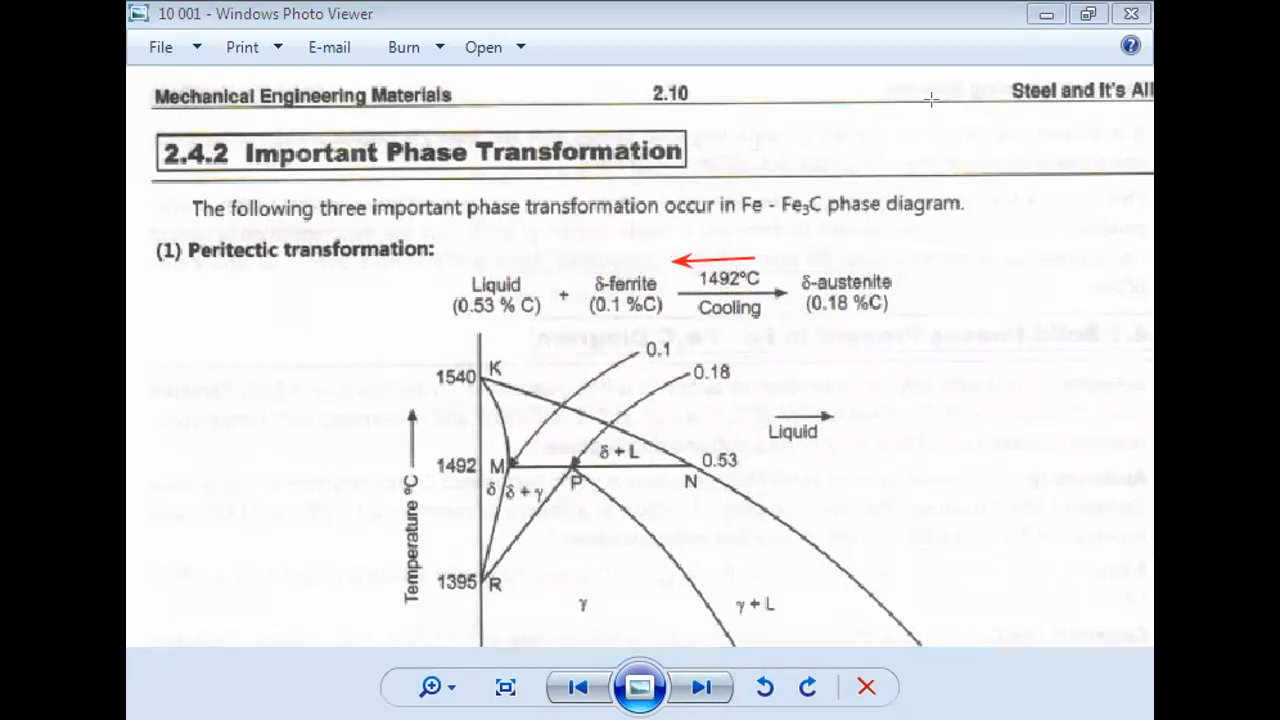 10 001 - Windows Photo Viewer
File Print E-mail Burn Open
Mechanical Engineering Materials 2.10 Steel and It's All
2.4.2 Important Phase Transformation
The following three important phase transformation occur in Fe - Fe₃C phase diagram.
(1) Peritectic transformation:
Liquid (0.53 % C) + δ-ferrite (0.1 %C) 1492°C Cooling δ-austenite (0.18 %C)
0.1
K
0.18
1540
Liquid
δ + L
0.53
1492 M
P N
δ δ + γ
Temperature °C
1395 R
γ γ + L